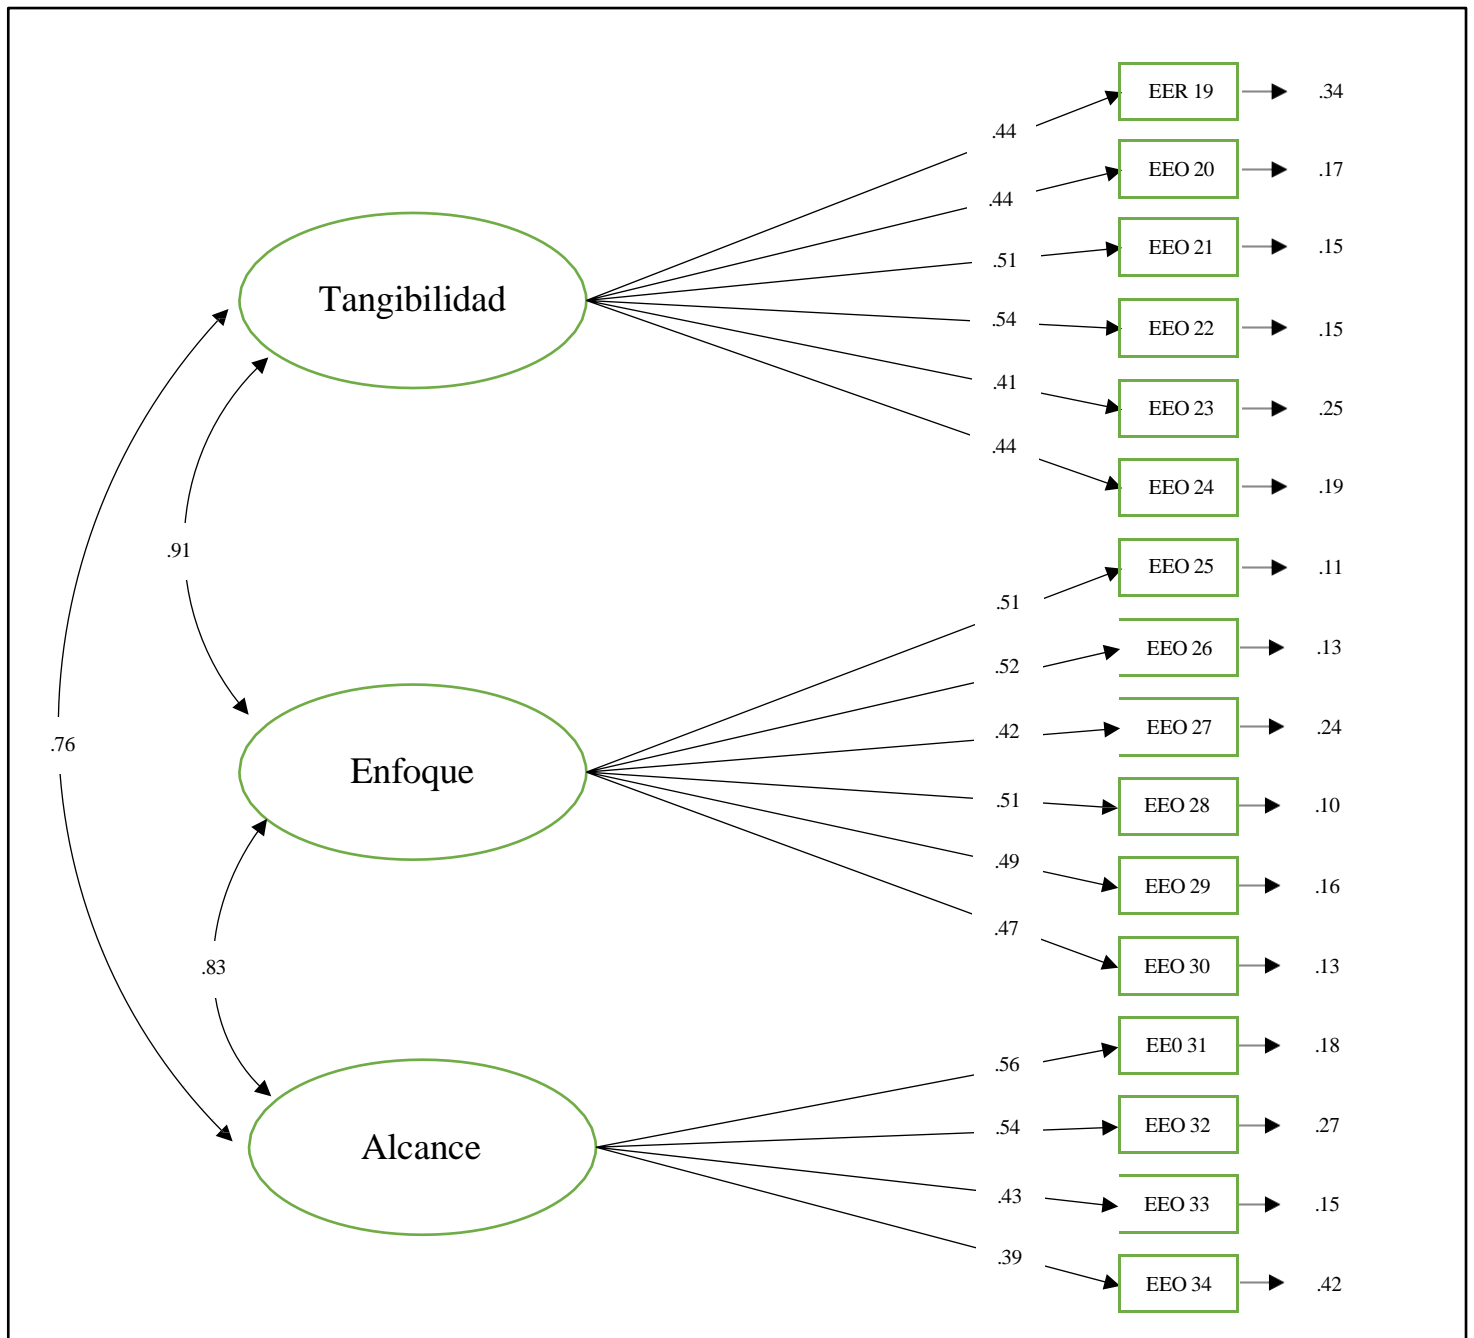 EER 19 .34
.44
EEO 20 .17
.44
EEO 21 .15
.51
Tangibilidad
.54 EEO 22 .15
.41 EEO 23 .25
.44
EEO 24 .19
.91
EEO 25 .11
.51
EEO 26 .13
.52
.42 EEO 27 .24
.76
Enfoque
.51 EEO 28 .10
.49
EEO 29 .16
.47
.83
EEO 30 .13
EE0 31 .18
.56
.54 EEO 32 .27
Alcance
.43 EEO 33 .15
.39
EEO 34 .42